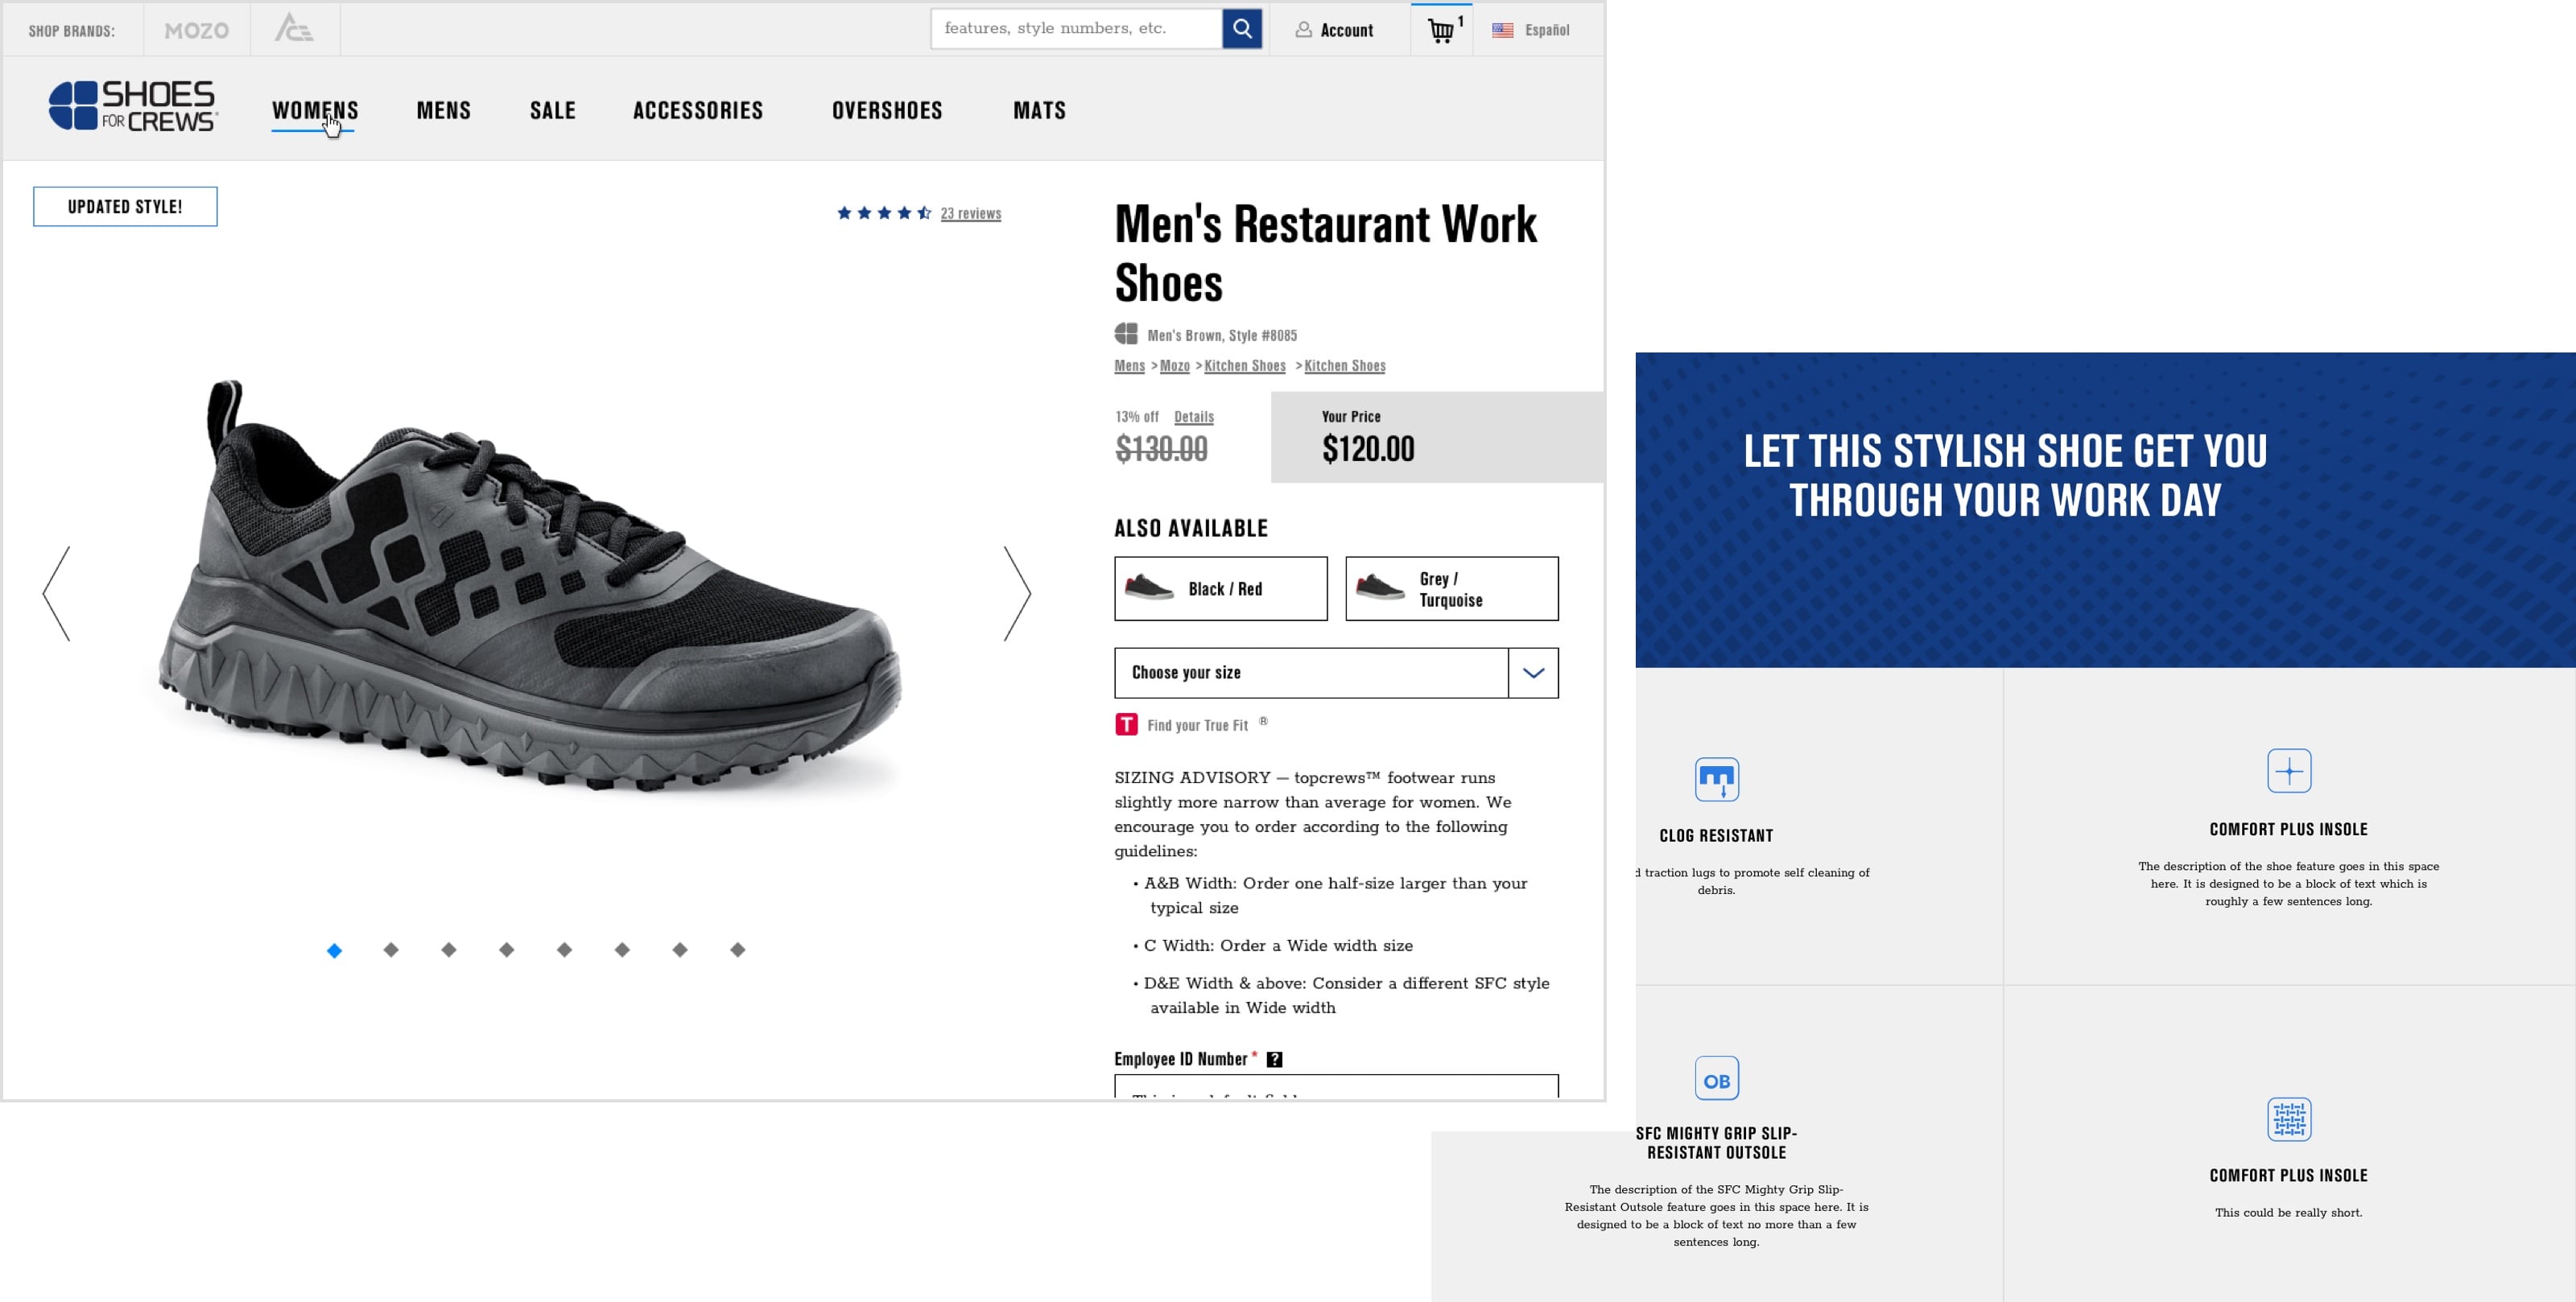 SHOP BRANDS:
MOZO
ACE
features, style numbers, etc.
Account
1
Español
SHOES
FOR CREWS®
WOMENS
MENS
SALE
ACCESSORIES
OVERSHOES
MATS
UPDATED STYLE!
23 reviews
Men's Restaurant Work
Shoes
Men's Brown, Style #8085
Mens > Mozo > Kitchen Shoes > Kitchen Shoes
13% off Details
$130.00
Your Price
$120.00
ALSO AVAILABLE
Black / Red
Grey /
Turquoise
Choose your size
T Find your True Fit ®
SIZING ADVISORY — topcrews™ footwear runs
slightly more narrow than average for women. We
encourage you to order according to the following
guidelines:
• A&B Width: Order one half-size larger than your
typical size
• C Width: Order a Wide width size
• D&E Width & above: Consider a different SFC style
available in Wide width
Employee ID Number * ?
LET THIS STYLISH SHOE GET YOU
THROUGH YOUR WORK DAY
CLOG RESISTANT
d traction lugs to promote self cleaning of
debris.
COMFORT PLUS INSOLE
The description of the shoe feature goes in this space
here. It is designed to be a block of text which is
roughly a few sentences long.
OB
SFC MIGHTY GRIP SLIP-
RESISTANT OUTSOLE
The description of the SFC Mighty Grip Slip-
Resistant Outsole feature goes in this space here. It is
designed to be a block of text no more than a few
sentences long.
COMFORT PLUS INSOLE
This could be really short.